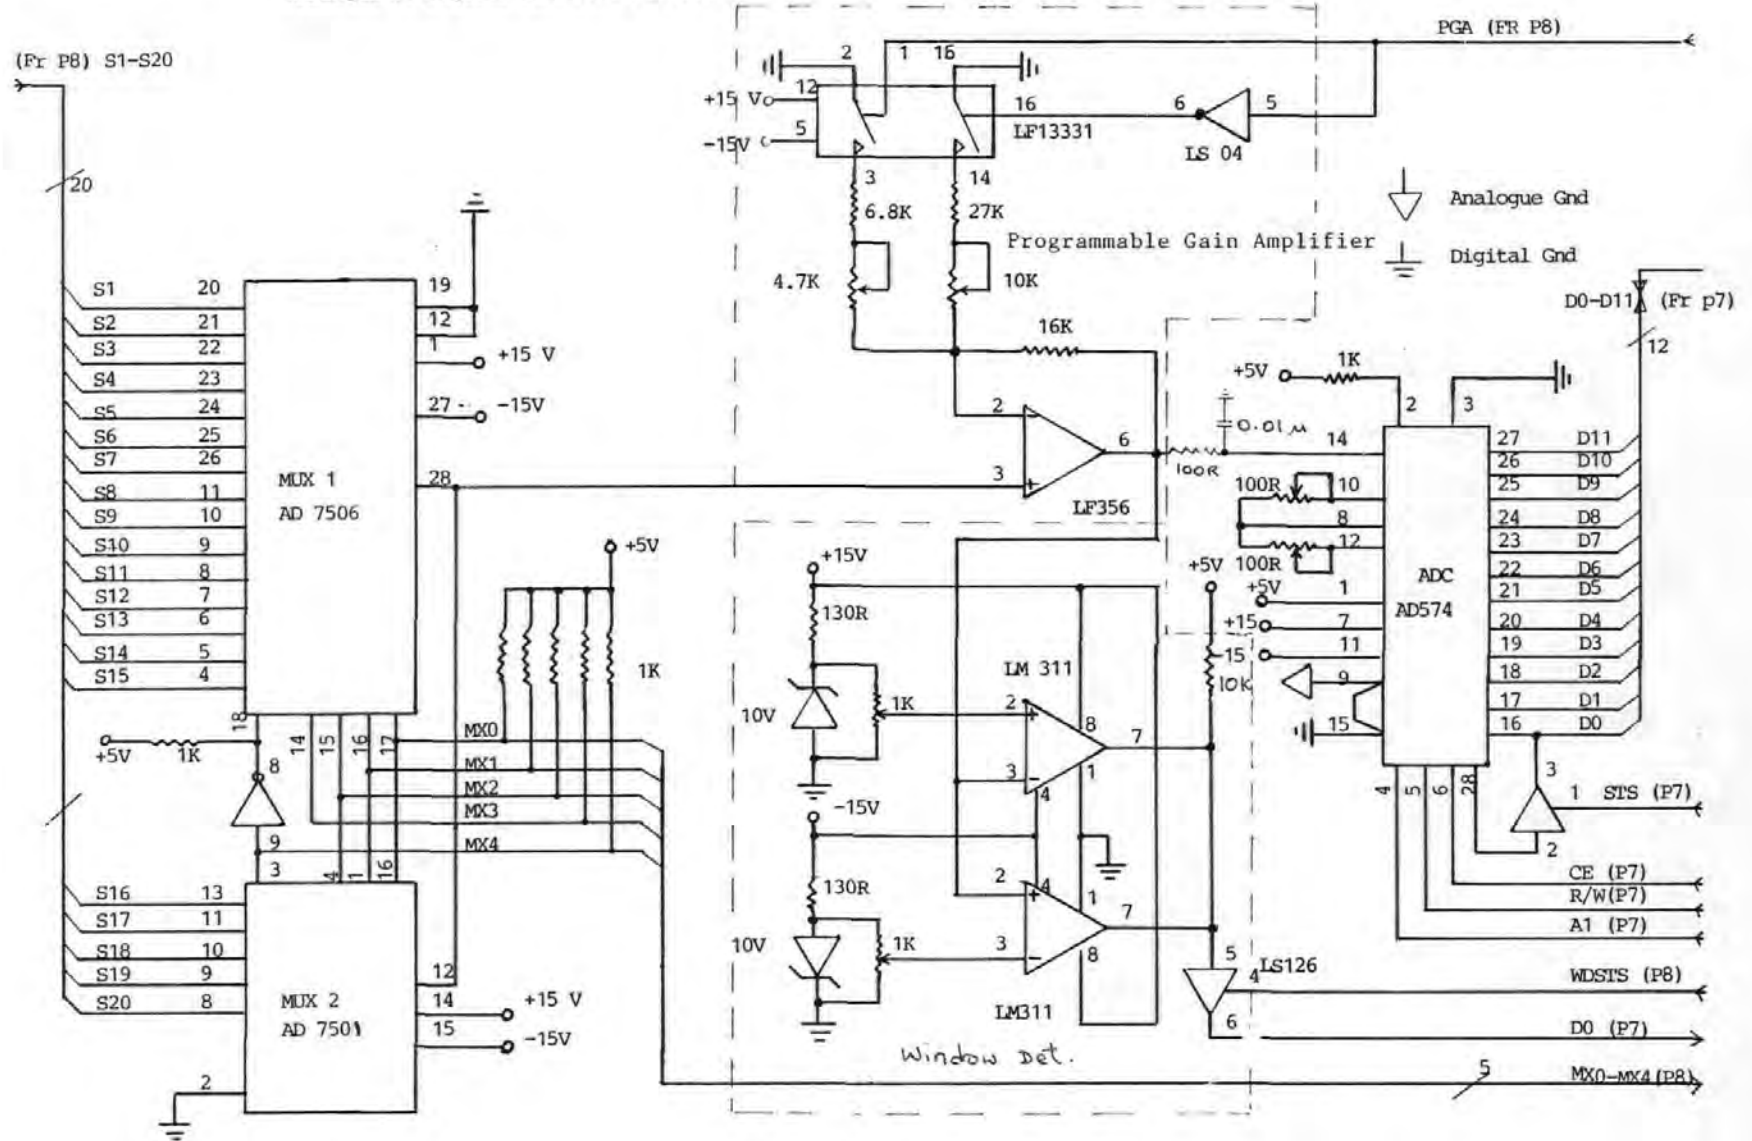 PGA (FR P8)
(Fr P8) S1-S20
2
1
15
12
+15 V
16
6
5
LF13331
5
-15V
LS 04
20
3
14
Analogue Gnd
6.8K
27K
Programmable Gain Amplifier
Digital Gnd
4.7K
10K
D0-D11 (Fr p7)
12
S1 20
S2 21
S3 22
S4 23
S5 24
S6 25
S7 26
S8 11
S9 10
S10 9
S11 8
S12 7
S13 6
S14 5
S15 4
19
12
1
+15 V
27
-15V
28
MUX 1
AD 7506
16K
2
3
6
LF356
0.01μ
100R
+5V
1K
2
3
14
100R
10
8
12
100R
+5V
1
+15
7
-15
11
9
15
ADC
AD574
27 D11
26 D10
25 D9
24 D8
23 D7
22 D6
21 D5
20 D4
19 D3
18 D2
17 D1
16 D0
+5V
1K
+15V
130R
10V
1K
LM 311
2
3
8
7
1
4
+5V
10K
-15V
130R
10V
1K
2
3
4
1
7
8
LM311
Window Det.
18
14
15
16
17
+5V
1K
8
9
MX0
MX1
MX2
MX3
MX4
3
4
1
16
S16 13
S17 11
S18 10
S19 9
S20 8
12
14
+15 V
15
-15V
MUX 2
AD 7501
2
4
5
6
28
3
1
STS (P7)
2
CE (P7)
R/W(P7)
A1 (P7)
5
LS126
4
WDSTS (P8)
6
D0 (P7)
5
MX0-MX4(P8)